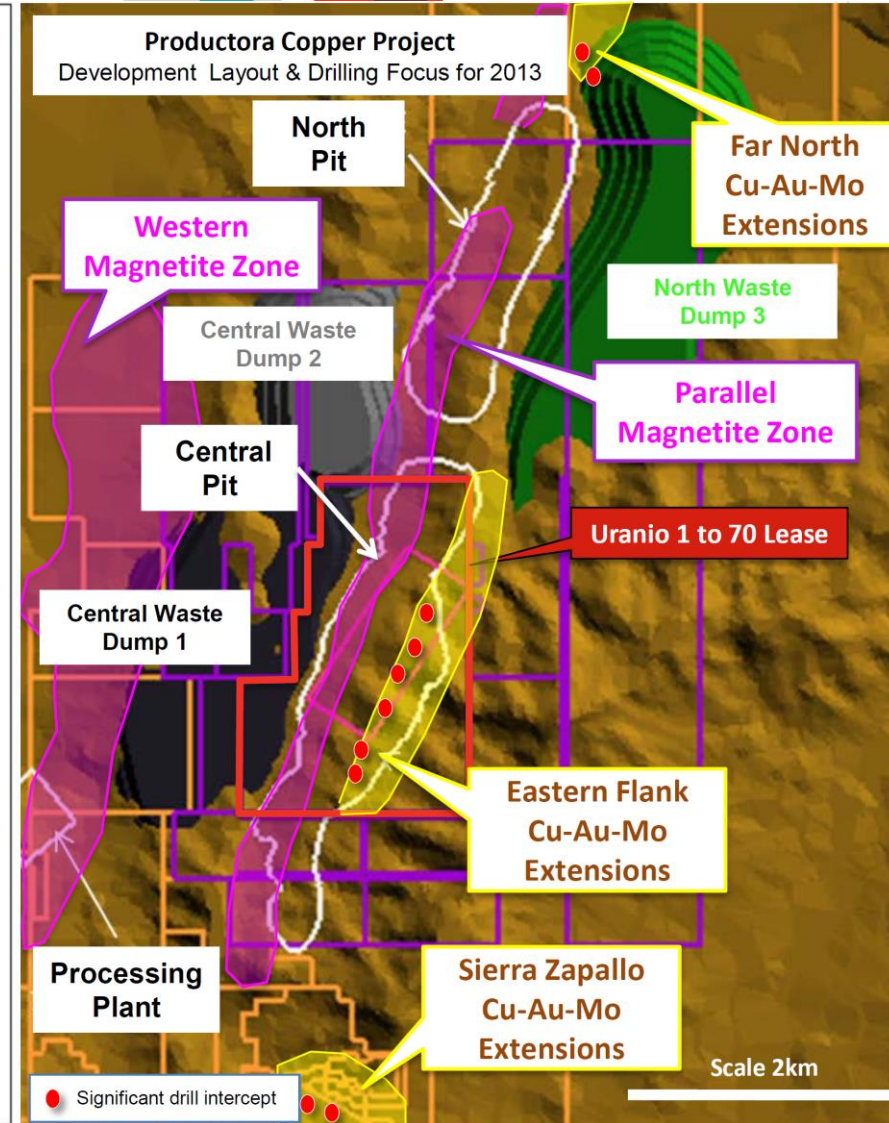 Productora Copper Project
Development Layout & Drilling Focus for 2013
North
Pit
Far North
Cu-Au-Mo
Extensions
Western
Magnetite Zone
North Waste
Dump 3
Central Waste
Dump 2
Parallel
Magnetite Zone
Central
Pit
Uranio 1 to 70 Lease
Central Waste
Dump 1
Eastern Flank
Cu-Au-Mo
Extensions
Processing
Plant
Sierra Zapallo
Cu-Au-Mo
Extensions
Scale 2km
Significant drill intercept